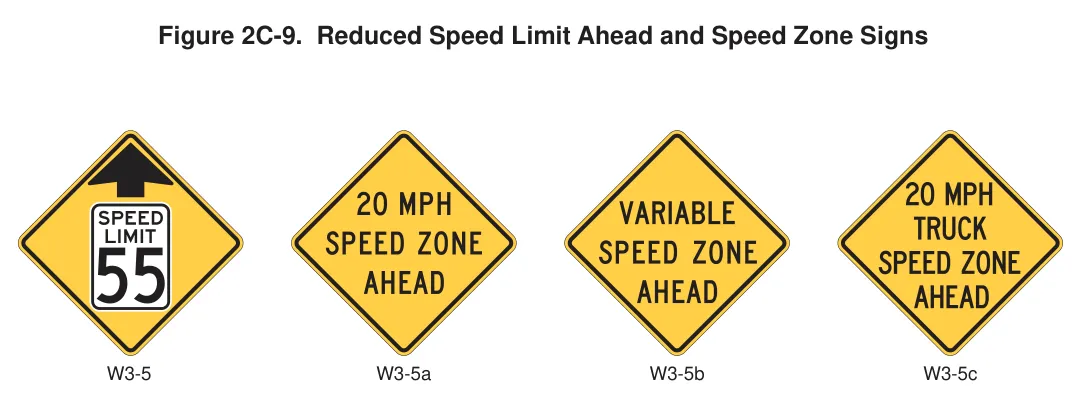 Figure 2C-9. Reduced Speed Limit Ahead and Speed Zone Signs
SPEED
LIMIT
55
W3-5
20 MPH
SPEED ZONE
AHEAD
W3-5a
VARIABLE
SPEED ZONE
AHEAD
W3-5b
20 MPH
TRUCK
SPEED ZONE
AHEAD
W3-5c